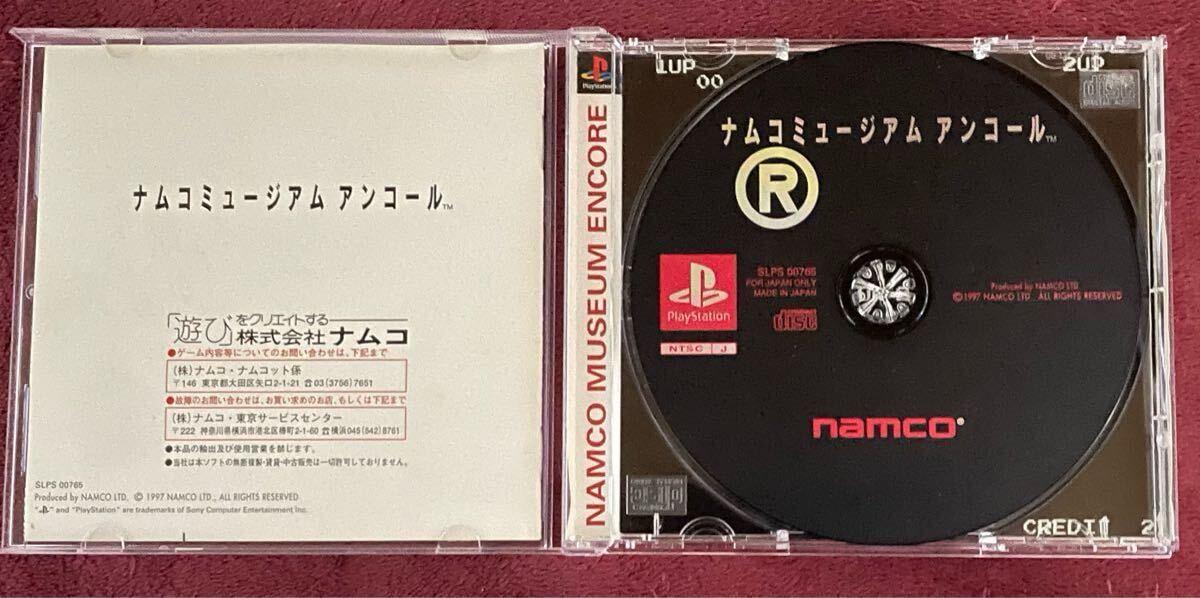 ナムコミュージアム アンコール™
「遊び」をクリエイトする
株式会社 ナムコ
●ゲーム内容等についてのお問い合わせは、下記まで
(株)ナムコ・ナムコット係
〒146 東京都大田区矢口2-1-21 ☎03(3756)7651
●故障のお問い合わせは、お買い求めのお店、もしくは下記まで
(株)ナムコ・東京サービスセンター
〒222 神奈川県横浜市港北区樽町2-1-60 ☎横浜045(542)8761
●本品の輸出及び使用営業を禁じます。
●当社は本ソフトの無断複製・賃貸・中古販売は一切許可しておりません。
SLPS 00765
Produced by NAMCO LTD. © 1997 NAMCO LTD., ALL RIGHTS RESERVED
" " and "PlayStation" are trademarks of Sony Computer Entertainment Inc.
PlayStation
NAMCO MUSEUM ENCORE
1UP
00
2UP
disc
DIGITAL AUDIO
ナムコミュージアム アンコール™
®
PlayStation
NTSC J
SLPS 00765
FOR JAPAN ONLY
MADE IN JAPAN
disc
Produced by NAMCO LTD.
© 1997 NAMCO LTD., ALL RIGHTS RESERVED
namco®
CREDIT 2